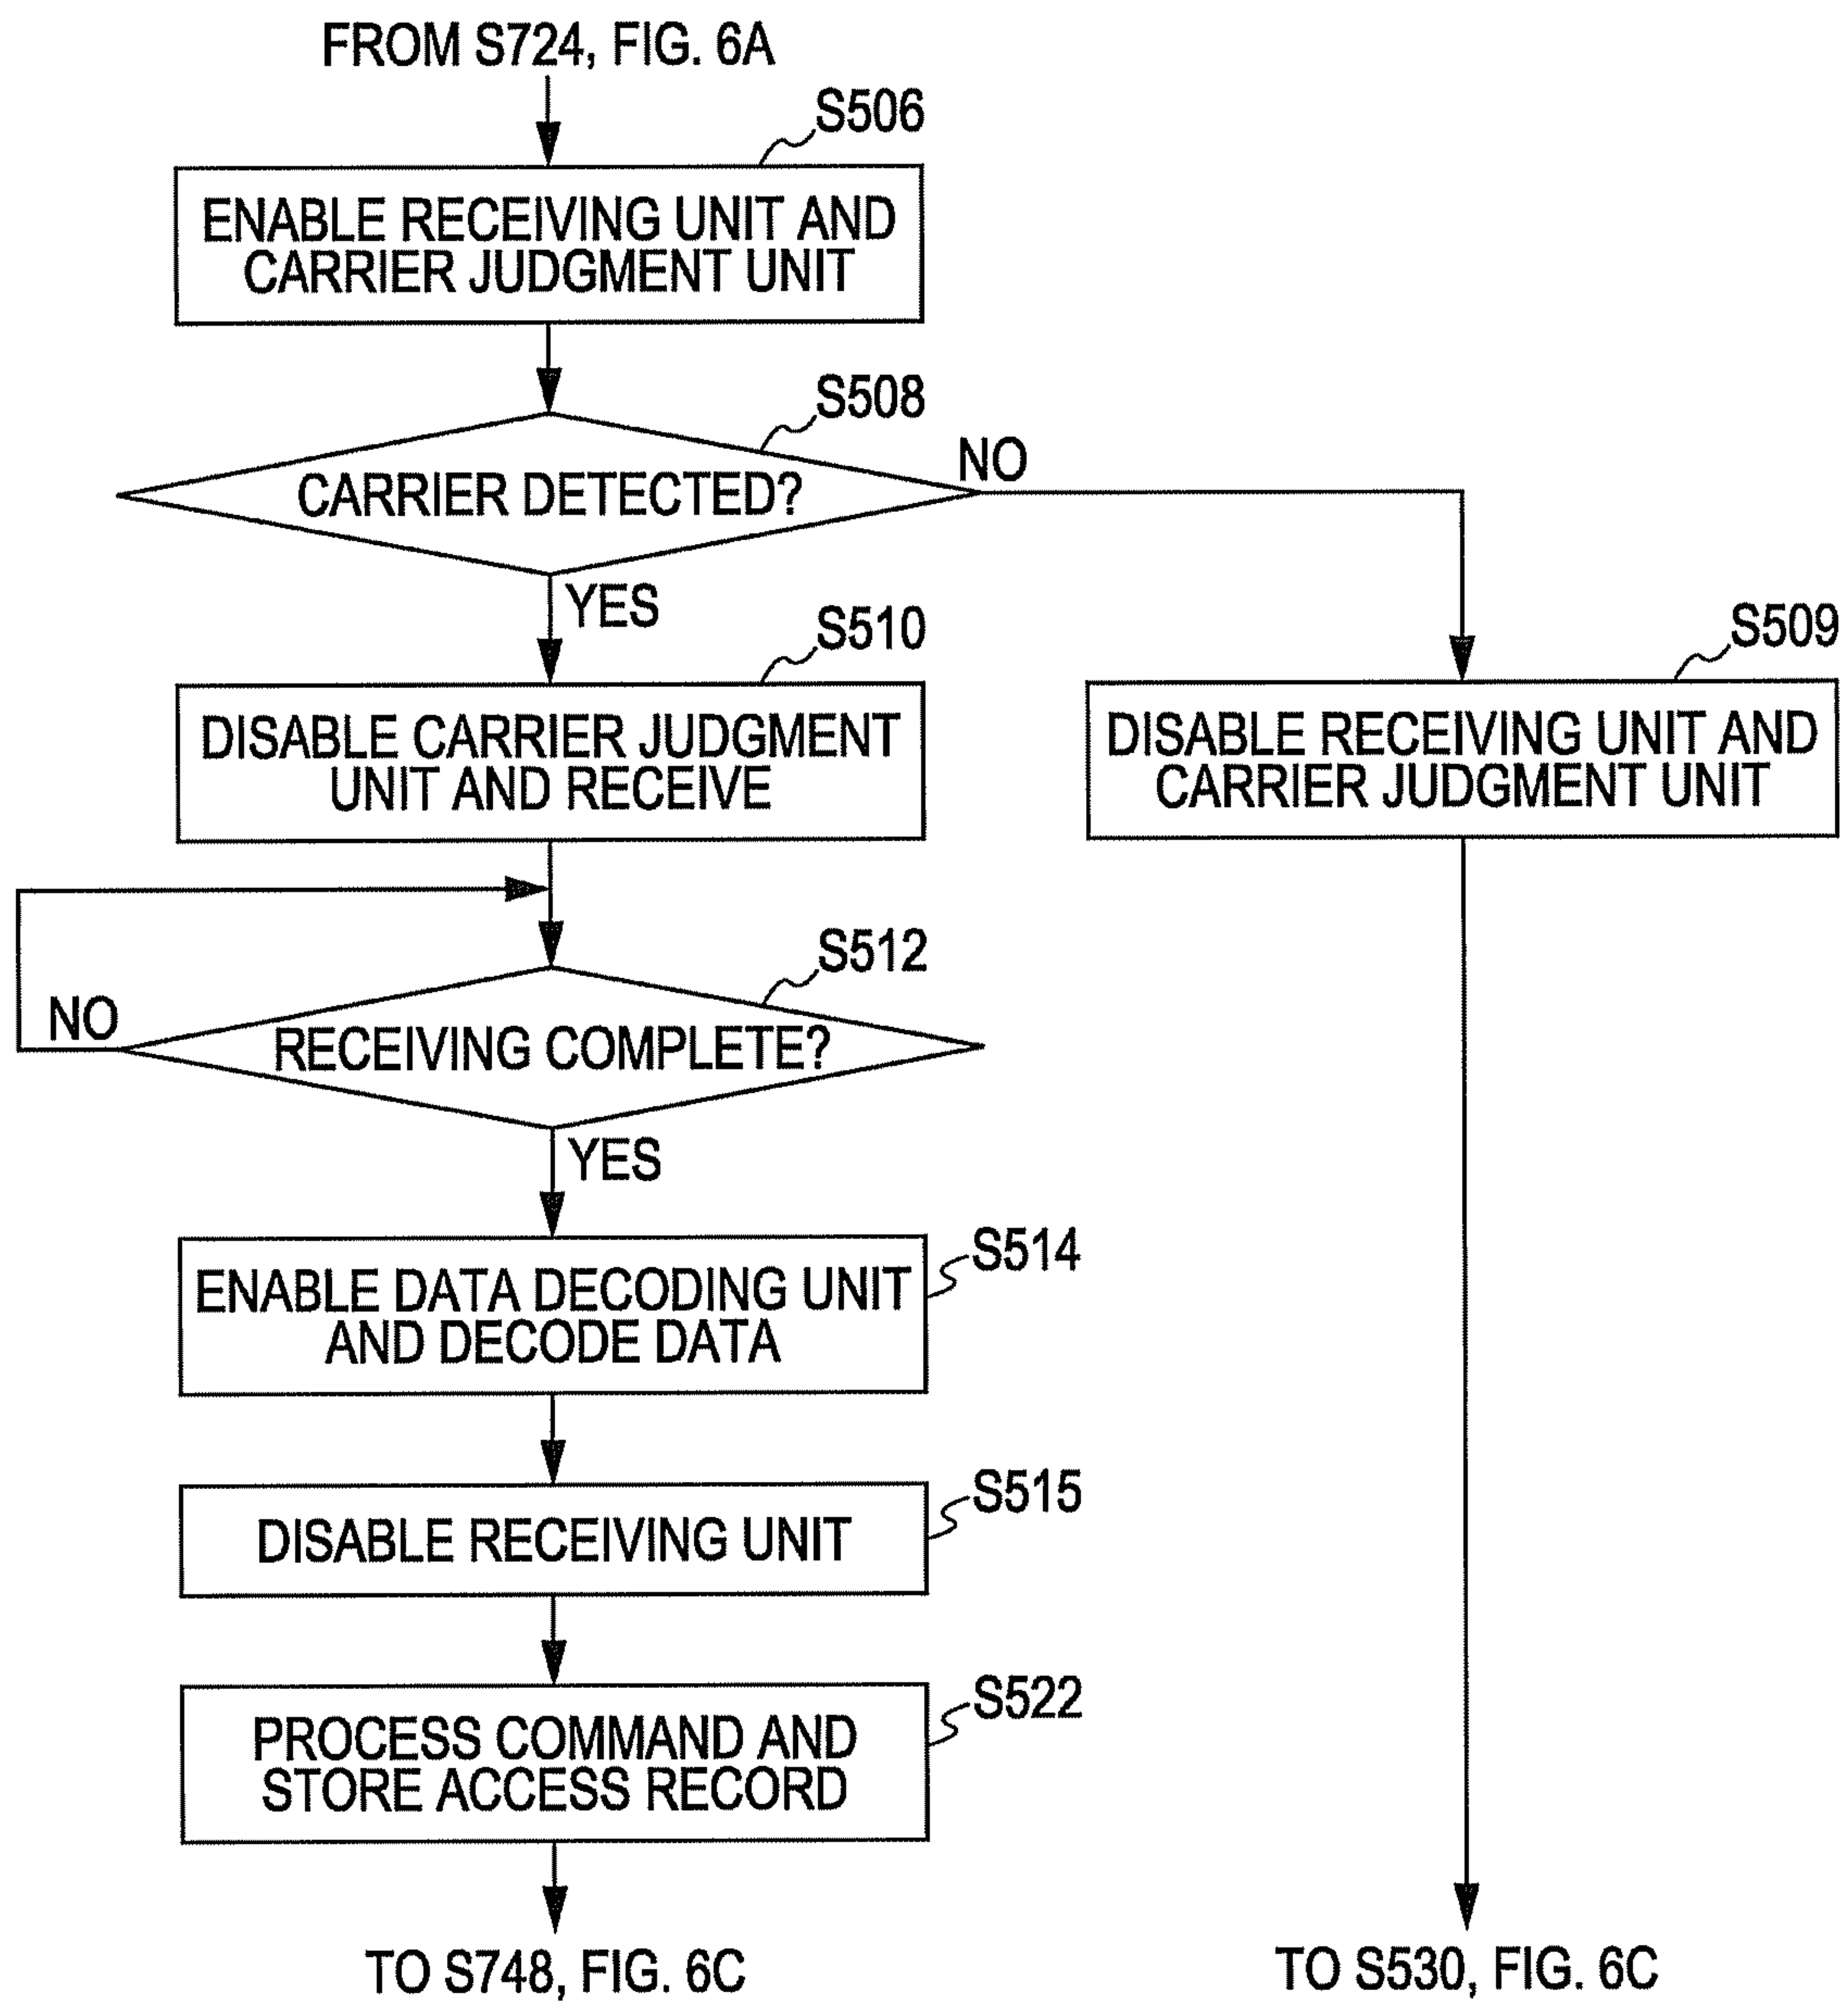 FROM S724, FIG. 6A
S506
ENABLE RECEIVING UNIT AND
CARRIER JUDGMENT UNIT
S508
CARRIER DETECTED?
NO
YES
S510
DISABLE CARRIER JUDGMENT
UNIT AND RECEIVE
S509
DISABLE RECEIVING UNIT AND
CARRIER JUDGMENT UNIT
S512
RECEIVING COMPLETE?
NO
YES
S514
ENABLE DATA DECODING UNIT
AND DECODE DATA
S515
DISABLE RECEIVING UNIT
S522
PROCESS COMMAND AND
STORE ACCESS RECORD
TO S748, FIG. 6C
TO S530, FIG. 6C